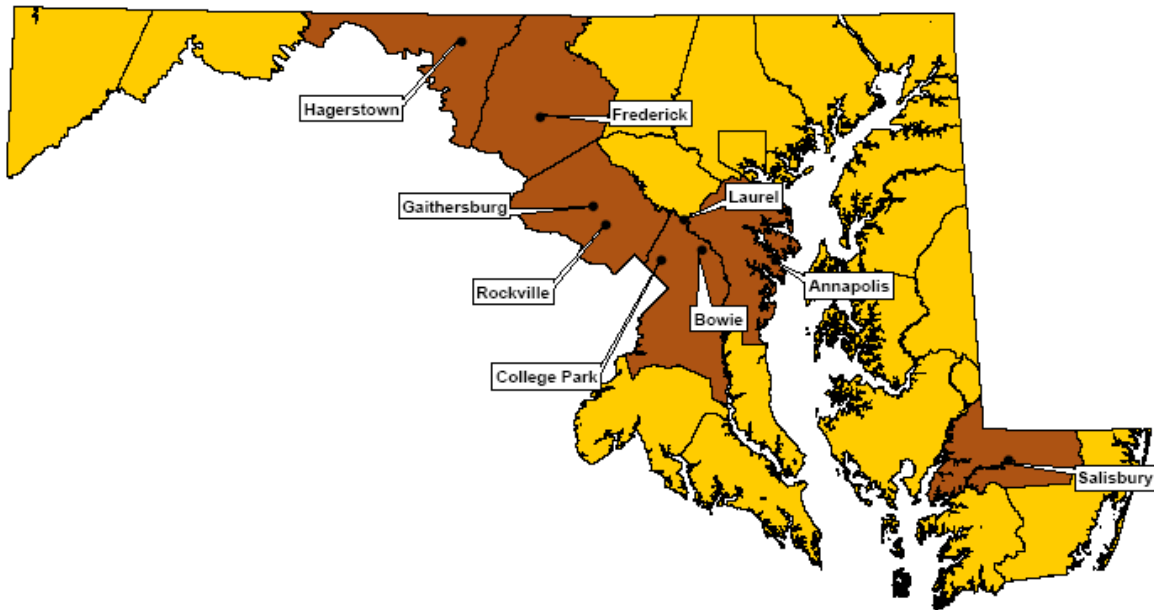 Hagerstown
Frederick
Gaithersburg
Laurel
Rockville
Annapolis
Bowie
College Park
Salisbury